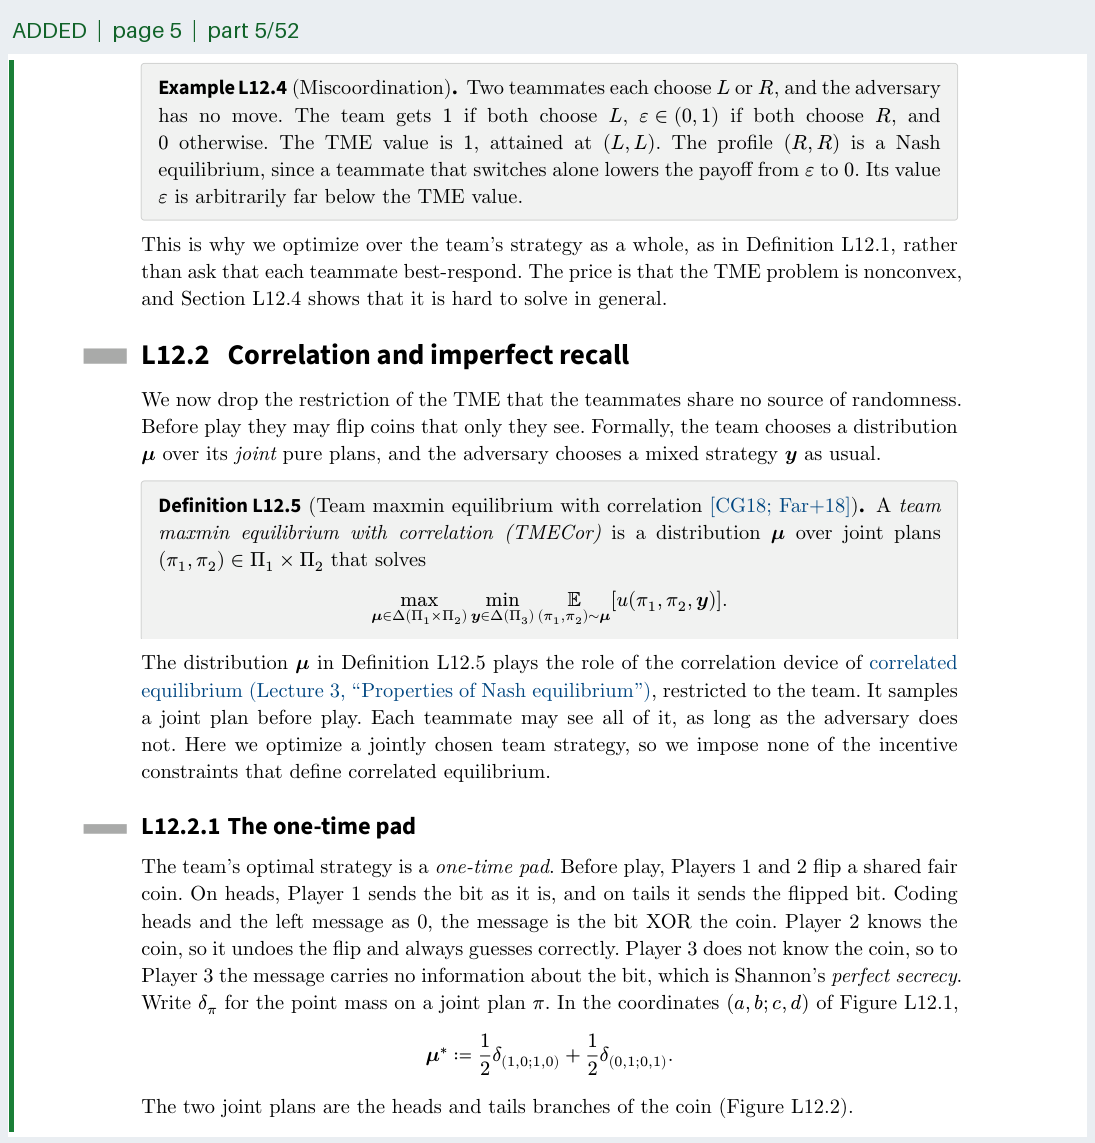 ADDED | page 5 | part 5/52
Example L12.4 (Miscoordination). Two teammates each choose L or R, and the adversary
has no move. The team gets 1 if both choose L, ε ∈ (0, 1) if both choose R, and
0 otherwise. The TME value is 1, attained at (L, L). The profile (R, R) is a Nash
equilibrium, since a teammate that switches alone lowers the payoff from ε to 0. Its value
ε is arbitrarily far below the TME value.
This is why we optimize over the team's strategy as a whole, as in Definition L12.1, rather
than ask that each teammate best-respond. The price is that the TME problem is nonconvex,
and Section L12.4 shows that it is hard to solve in general.
L12.2 Correlation and imperfect recall
We now drop the restriction of the TME that the teammates share no source of randomness.
Before play they may flip coins that only they see. Formally, the team chooses a distribution
μ over its joint pure plans, and the adversary chooses a mixed strategy y as usual.
Definition L12.5 (Team maxmin equilibrium with correlation [CG18; Far+18]). A team
maxmin equilibrium with correlation (TMECor) is a distribution μ over joint plans
(π₁, π₂) ∈ Π₁ × Π₂ that solves
max_{μ∈Δ(Π₁×Π₂)} min_{y∈Δ(Π₃)} 𝔼_{(π₁,π₂)∼μ} [u(π₁, π₂, y)].
The distribution μ in Definition L12.5 plays the role of the correlation device of correlated
equilibrium (Lecture 3, “Properties of Nash equilibrium”), restricted to the team. It samples
a joint plan before play. Each teammate may see all of it, as long as the adversary does
not. Here we optimize a jointly chosen team strategy, so we impose none of the incentive
constraints that define correlated equilibrium.
L12.2.1 The one-time pad
The team's optimal strategy is a one-time pad. Before play, Players 1 and 2 flip a shared fair
coin. On heads, Player 1 sends the bit as it is, and on tails it sends the flipped bit. Coding
heads and the left message as 0, the message is the bit XOR the coin. Player 2 knows the
coin, so it undoes the flip and always guesses correctly. Player 3 does not know the coin, so to
Player 3 the message carries no information about the bit, which is Shannon's perfect secrecy.
Write δ_π for the point mass on a joint plan π. In the coordinates (a, b; c, d) of Figure L12.1,
μ* ≔ 1/2 δ_{(1,0;1,0)} + 1/2 δ_{(0,1;0,1)}.
The two joint plans are the heads and tails branches of the coin (Figure L12.2).